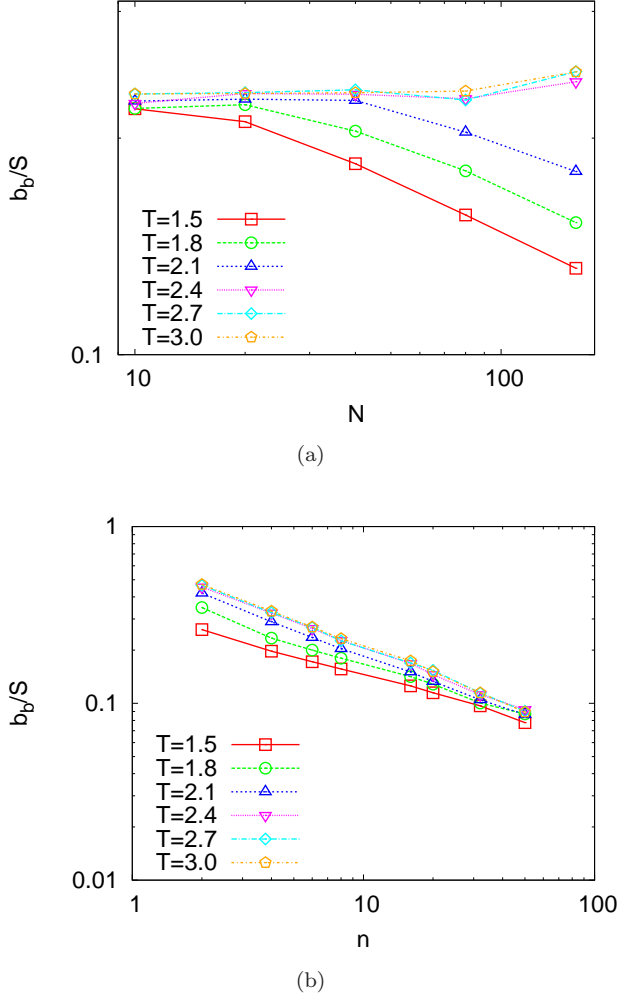 b_b/S
T=1.5
T=1.8
T=2.1
T=2.4
T=2.7
T=3.0
0.1
10 100
N
(a)
1
b_b/S
0.1
T=1.5
T=1.8
T=2.1
T=2.4
T=2.7
T=3.0
0.01
1 10 100
n
(b)